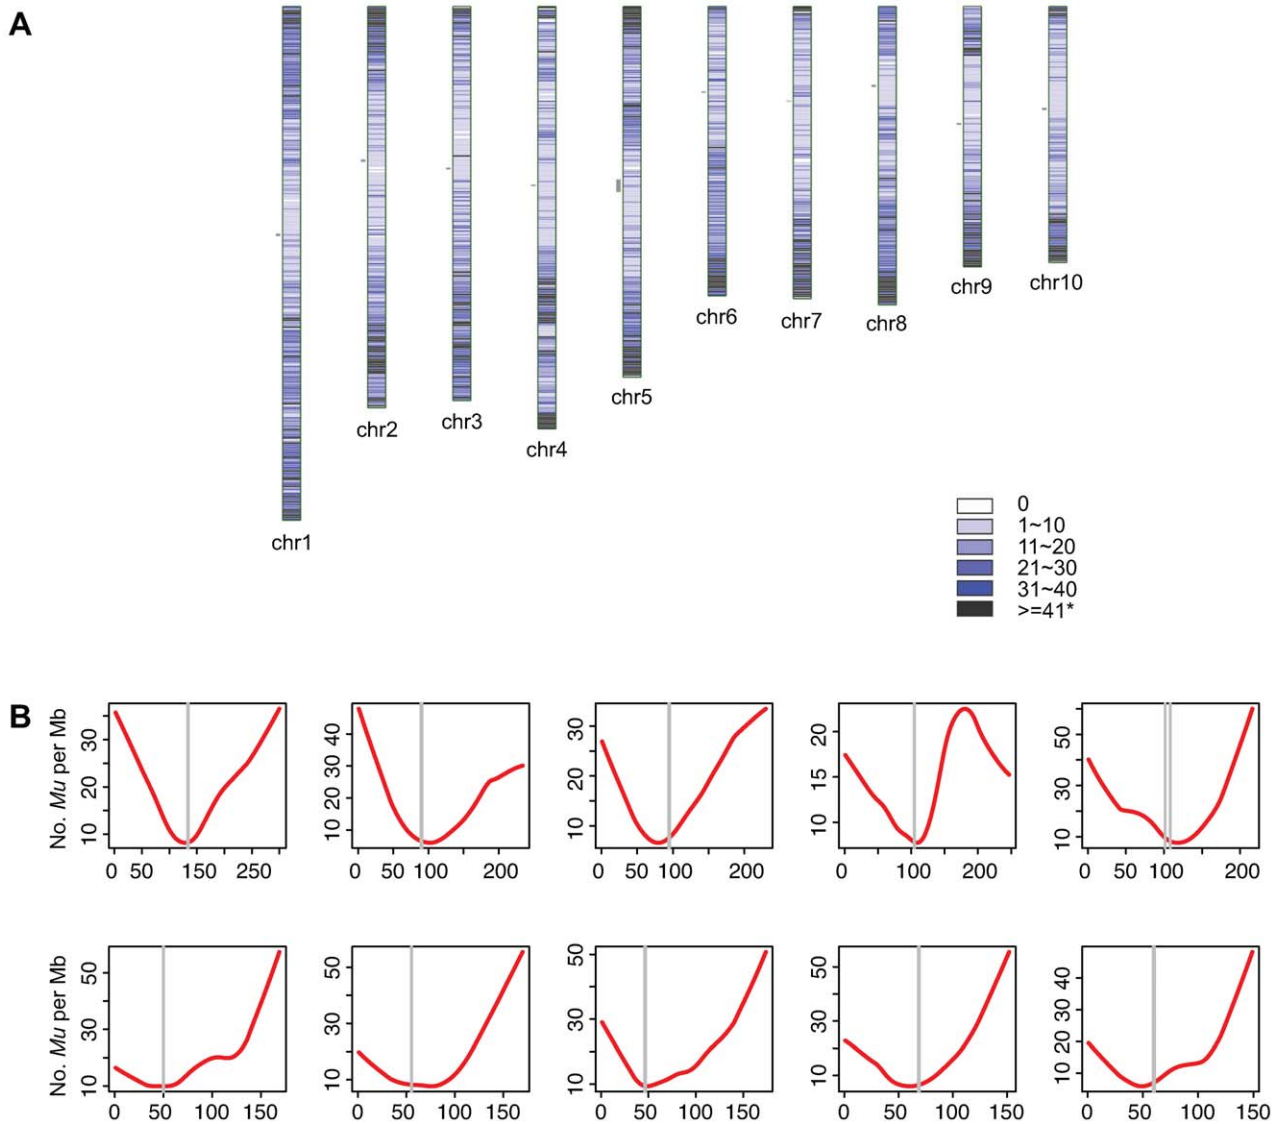 A
chr1
chr2
chr3
chr4
chr5
chr6
chr7
chr8
chr9
chr10
0
1~10
11~20
21~30
31~40
>=41*
B
No. Mu per Mb
10 20 30
0 50 150 250
10 20 30 40
0 50 100 200
10 20 30
0 50 100 200
10 15 20
0 100 200
10 30 50
0 50 100 200
No. Mu per Mb
10 30 50
0 50 100 150
10 30 50
0 50 100 150
10 30 50
0 50 100 150
10 30 50
0 50 100 150
10 20 30 40
0 50 100 150